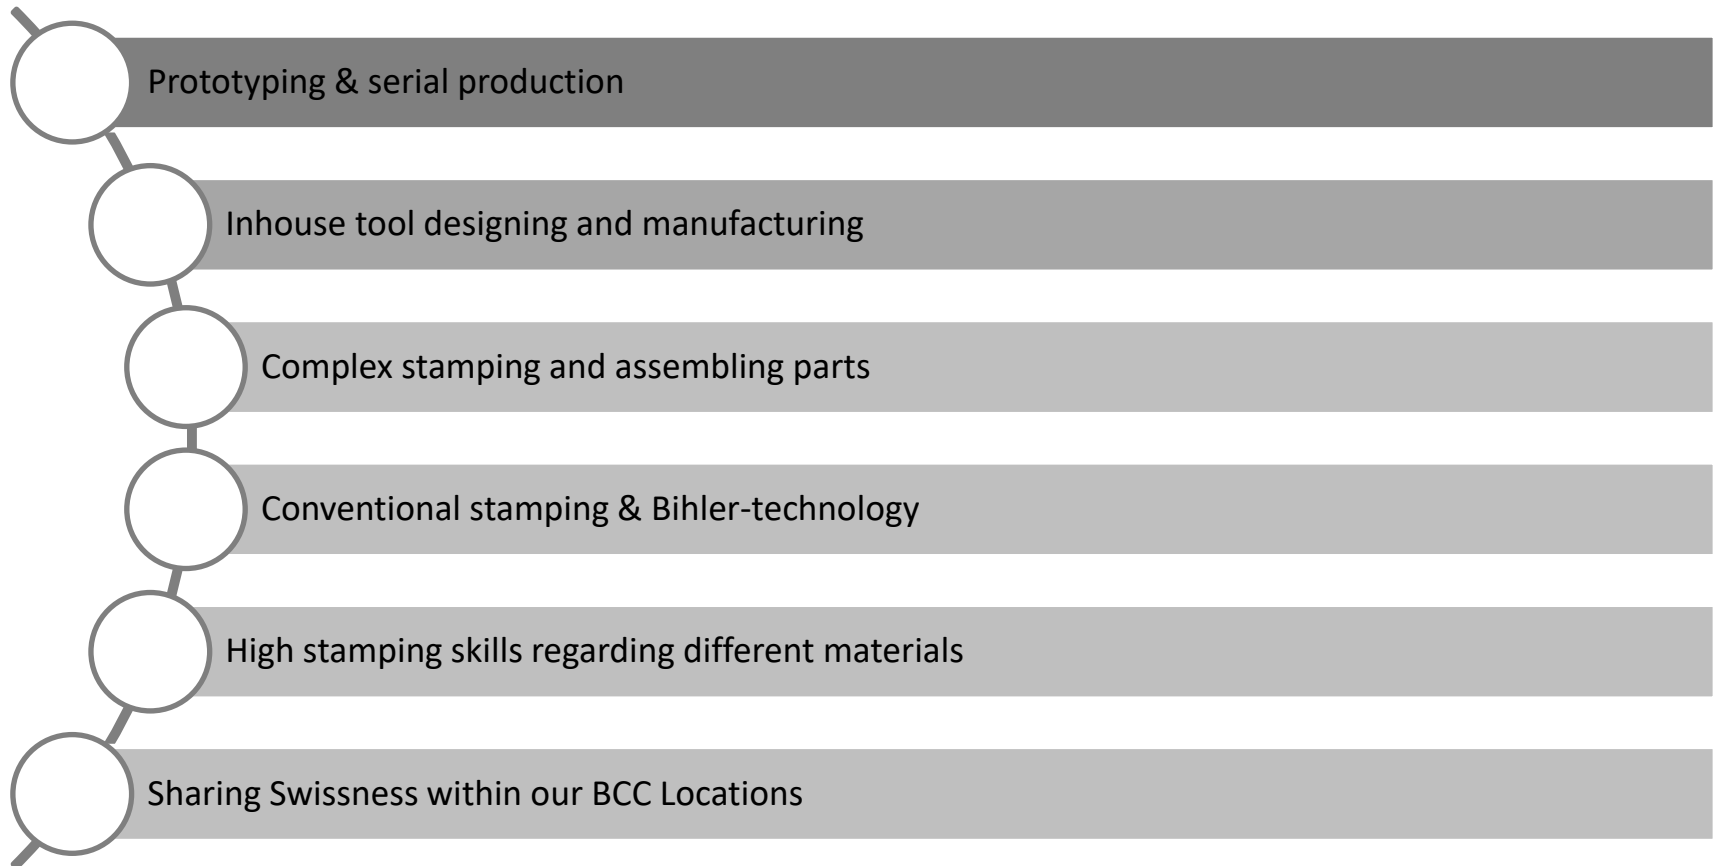 Prototyping & serial production
Inhouse tool designing and manufacturing
Complex stamping and assembling parts
Conventional stamping & Bihler-technology
High stamping skills regarding different materials
Sharing Swissness within our BCC Locations